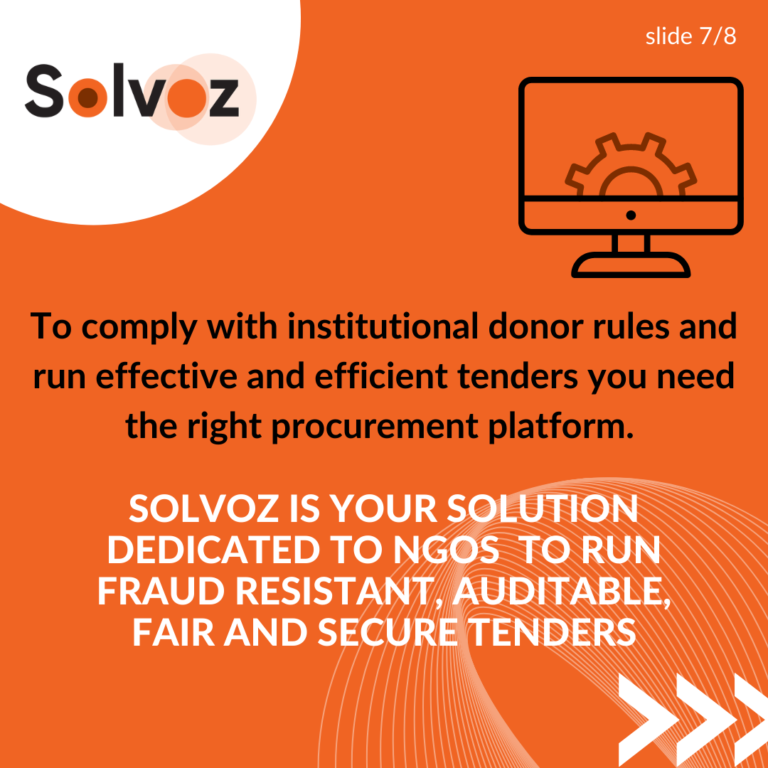 slide 7/8
Solvoz
To comply with institutional donor rules and
run effective and efficient tenders you need
the right procurement platform.
SOLVOZ IS YOUR SOLUTION
DEDICATED TO NGOS  TO RUN
FRAUD RESISTANT, AUDITABLE,
FAIR AND SECURE TENDERS